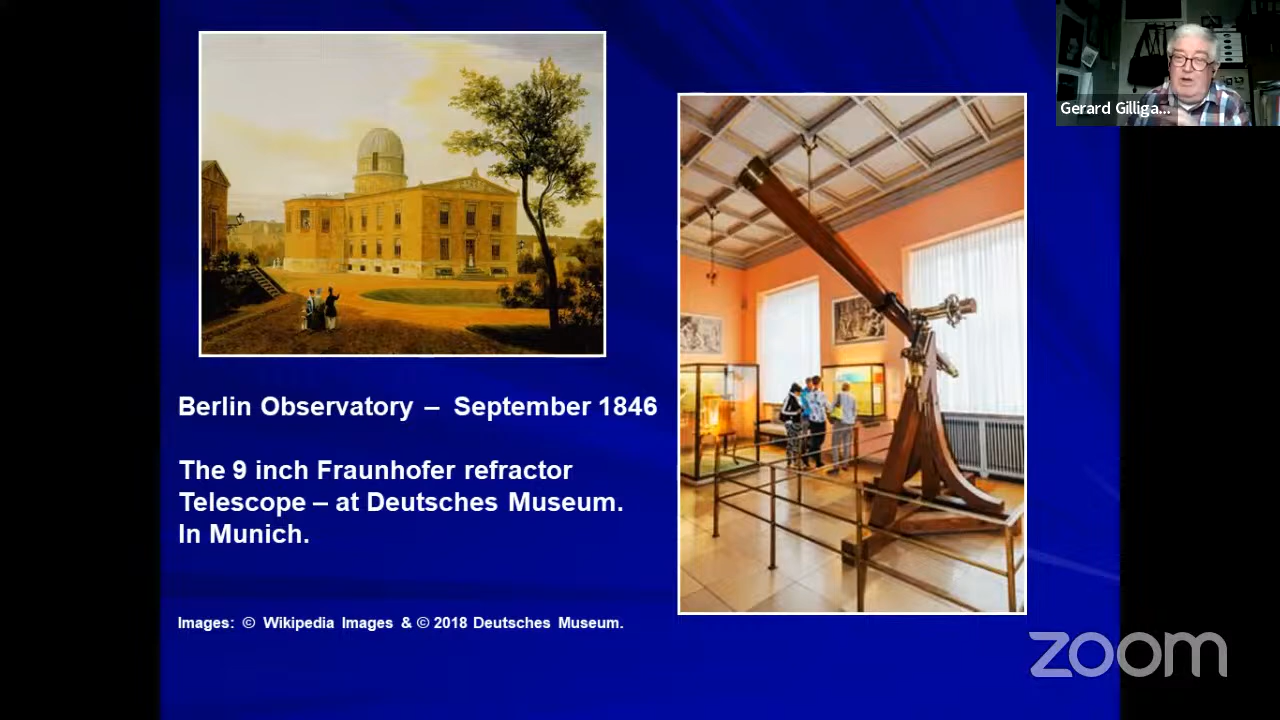 Gerard Gilliga...
Berlin Observatory – September 1846
The 9 inch Fraunhofer refractor
Telescope – at Deutsches Museum.
In Munich.
Images: © Wikipedia Images & © 2018 Deutsches Museum.
zoom